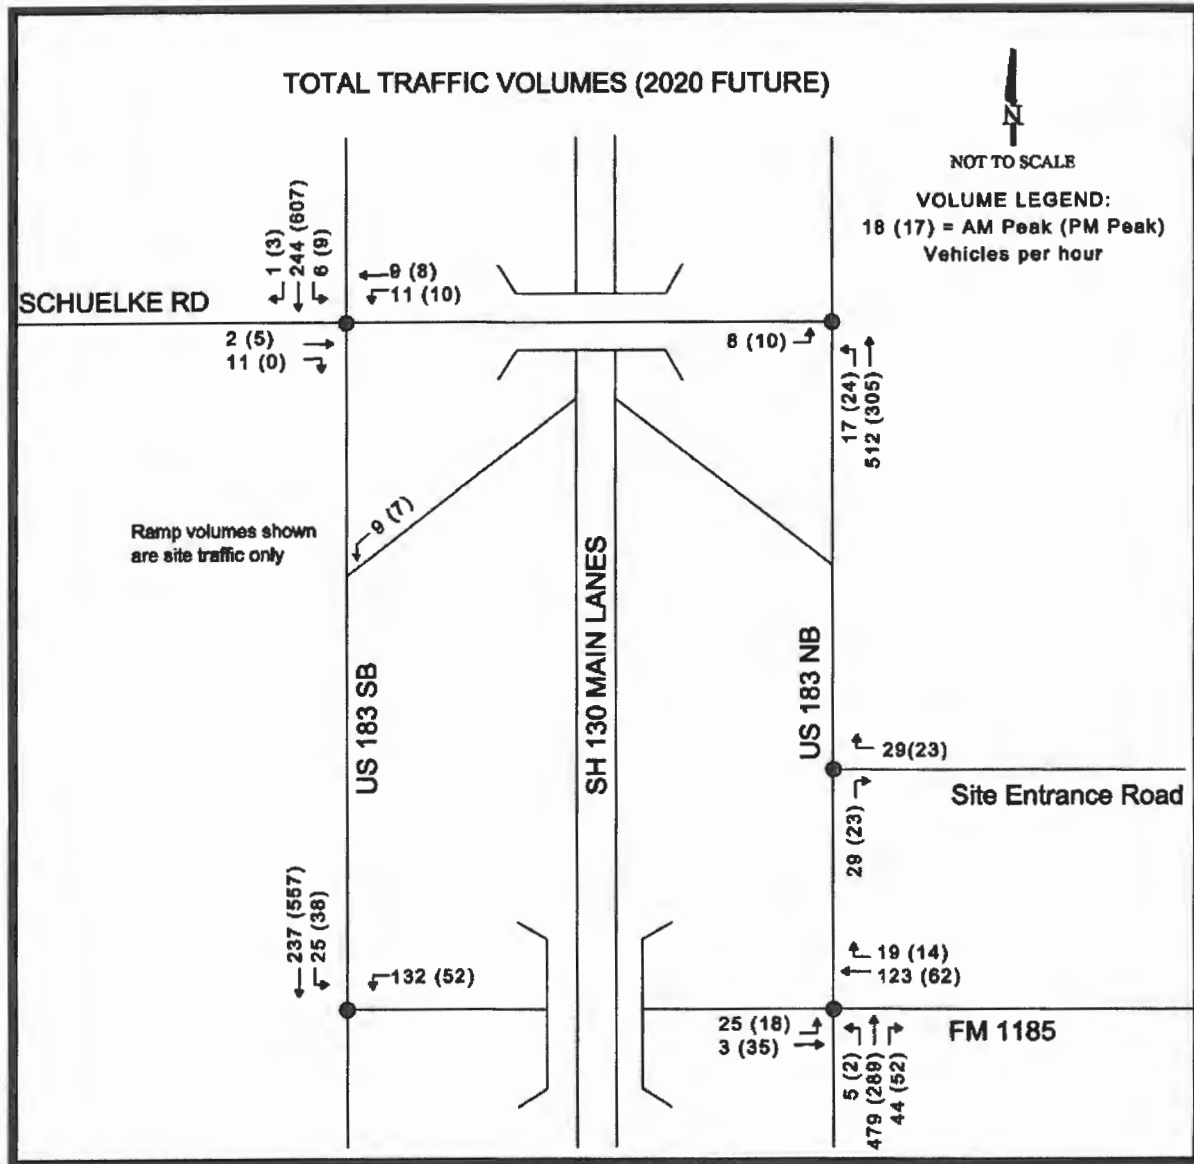 TOTAL TRAFFIC VOLUMES (2020 FUTURE)
N
NOT TO SCALE
VOLUME LEGEND:
18 (17) = AM Peak (PM Peak)
Vehicles per hour
1 (3)
244 (607)
6 (9)
9 (8)
11 (10)
SCHUELKE RD
2 (5)
11 (0)
8 (10)
17 (24)
512 (305)
9 (7)
Ramp volumes shown
are site traffic only
SH 130 MAIN LANES
US 183 SB
US 183 NB
29(23)
Site Entrance Road
29 (23)
237 (557)
25 (38)
132 (52)
19 (14)
123 (62)
25 (18)
3 (35)
FM 1185
5 (2)
479 (289)
44 (52)